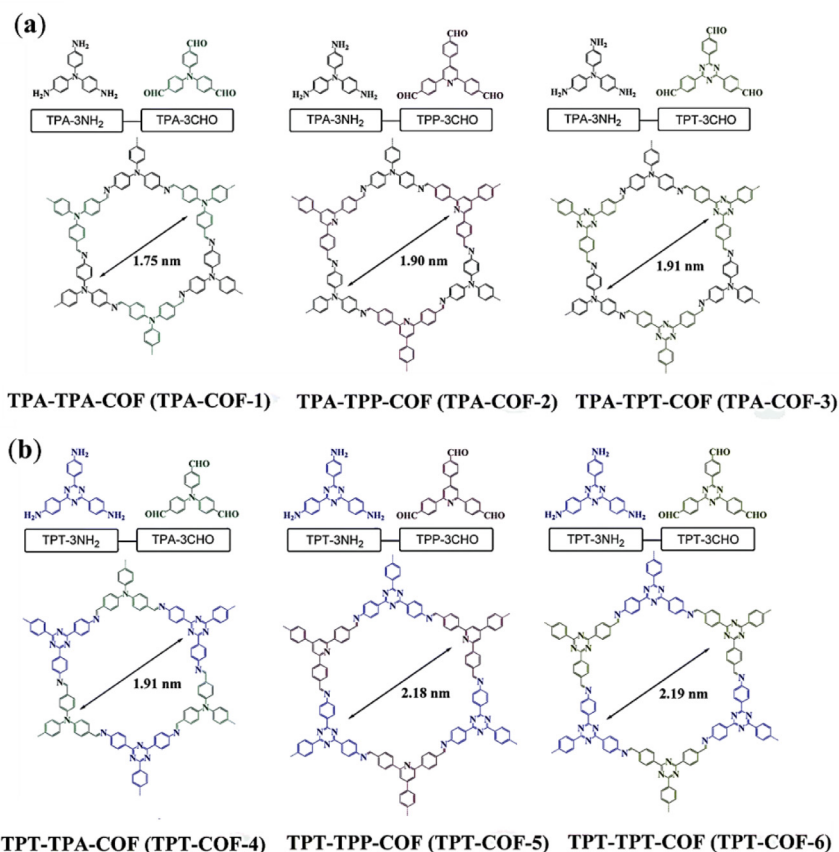 (a)
NH₂
H₂N
NH₂
CHO
OHC
CHO
NH₂
H₂N
NH₂
CHO
OHC
CHO
NH₂
H₂N
NH₂
CHO
OHC
CHO
TPA-3NH₂
TPA-3CHO
TPA-3NH₂
TPP-3CHO
TPA-3NH₂
TPT-3CHO
1.75 nm
1.90 nm
1.91 nm
TPA-TPA-COF (TPA-COF-1)
TPA-TPP-COF (TPA-COF-2)
TPA-TPT-COF (TPA-COF-3)
(b)
NH₂
H₂N
NH₂
CHO
OHC
CHO
NH₂
H₂N
NH₂
CHO
OHC
CHO
NH₂
H₂N
NH₂
CHO
OHC
CHO
TPT-3NH₂
TPA-3CHO
TPT-3NH₂
TPP-3CHO
TPT-3NH₂
TPT-3CHO
1.91 nm
2.18 nm
2.19 nm
TPT-TPA-COF (TPT-COF-4)
TPT-TPP-COF (TPT-COF-5)
TPT-TPT-COF (TPT-COF-6)